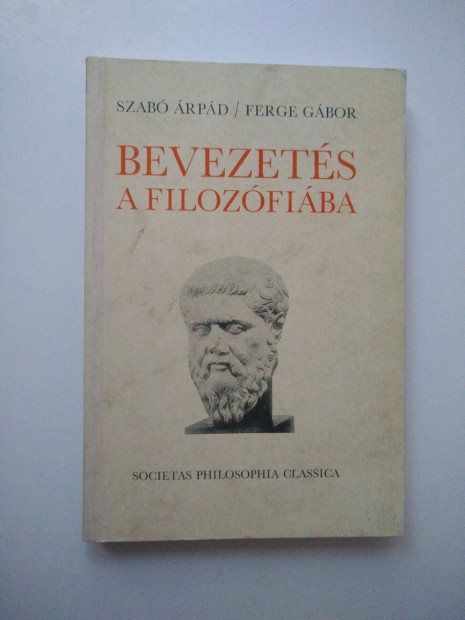 SZABÓ ÁRPÁD / FERGE GÁBOR
BEVEZETÉS
A FILOZÓFIÁBA
SOCIETAS PHILOSOPHIA CLASSICA